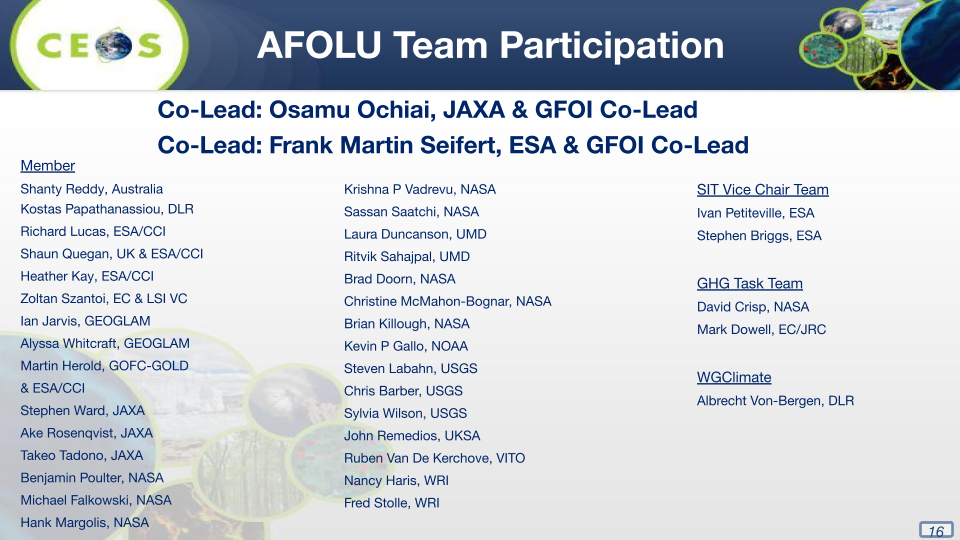 CEOS
AFOLU Team Participation
Co-Lead: Osamu Ochiai, JAXA & GFOI Co-Lead
Co-Lead: Frank Martin Seifert, ESA & GFOI Co-Lead
Member
Shanty Reddy, Australia
Kostas Papathanassiou, DLR
Richard Lucas, ESA/CCI
Shaun Quegan, UK & ESA/CCI
Heather Kay, ESA/CCI
Zoltan Szantoi, EC & LSI VC
Ian Jarvis, GEOGLAM
Alyssa Whitcraft, GEOGLAM
Martin Herold, GOFC-GOLD
& ESA/CCI
Stephen Ward, JAXA
Ake Rosenqvist, JAXA
Takeo Tadono, JAXA
Benjamin Poulter, NASA
Michael Falkowski, NASA
Hank Margolis, NASA
Krishna P Vadrevu, NASA
Sassan Saatchi, NASA
Laura Duncanson, UMD
Ritvik Sahajpal, UMD
Brad Doorn, NASA
Christine McMahon-Bognar, NASA
Brian Killough, NASA
Kevin P Gallo, NOAA
Steven Labahn, USGS
Chris Barber, USGS
Sylvia Wilson, USGS
John Remedios, UKSA
Ruben Van De Kerchove, VITO
Nancy Haris, WRI
Fred Stolle, WRI
SIT Vice Chair Team
Ivan Petiteville, ESA
Stephen Briggs, ESA
GHG Task Team
David Crisp, NASA
Mark Dowell, EC/JRC
WGClimate
Albrecht Von-Bergen, DLR
16